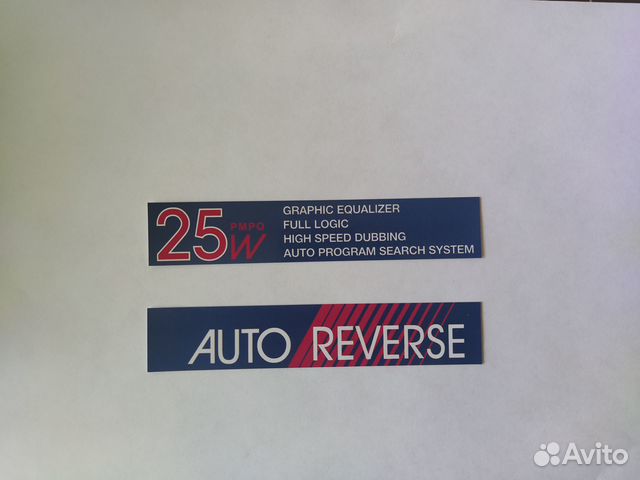 25 PMPO W
GRAPHIC EQUALIZER
FULL LOGIC
HIGH SPEED DUBBING
AUTO PROGRAM SEARCH SYSTEM
AUTO REVERSE
Avito